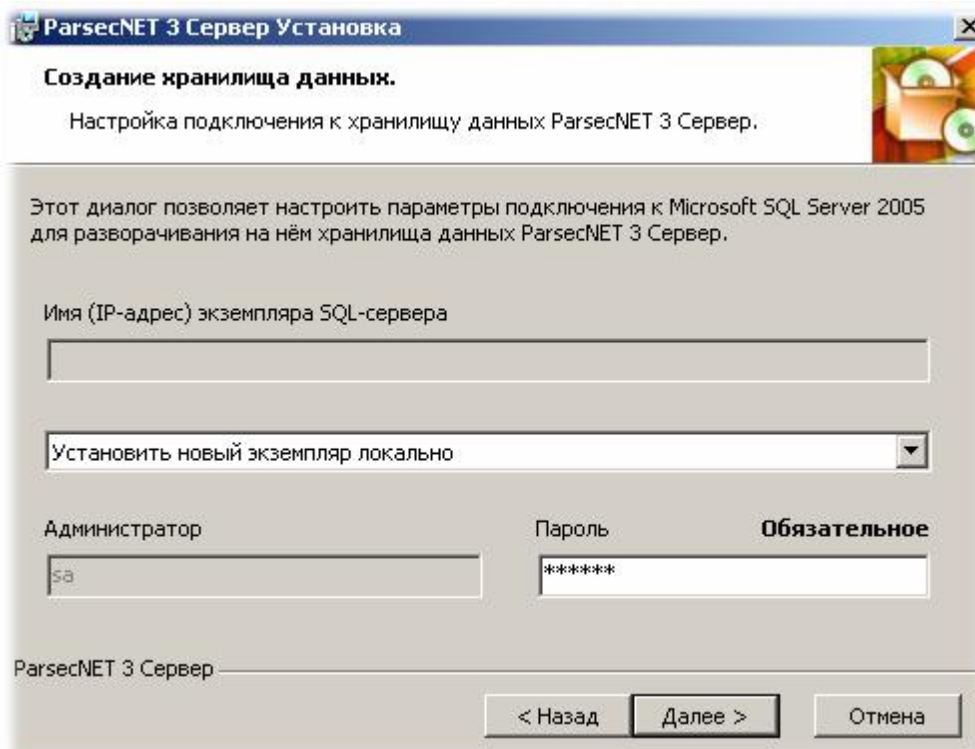 ParsecNET 3 Сервер Установка
Создание хранилища данных.
Настройка подключения к хранилищу данных ParsecNET 3 Сервер.
Этот диалог позволяет настроить параметры подключения к Microsoft SQL Server 2005
для разворачивания на нём хранилища данных ParsecNET 3 Сервер.
Имя (IP-адрес) экземпляра SQL-сервера
Установить новый экземпляр локально
Администратор Пароль Обязательное
sa ******
ParsecNET 3 Сервер
< Назад Далее > Отмена